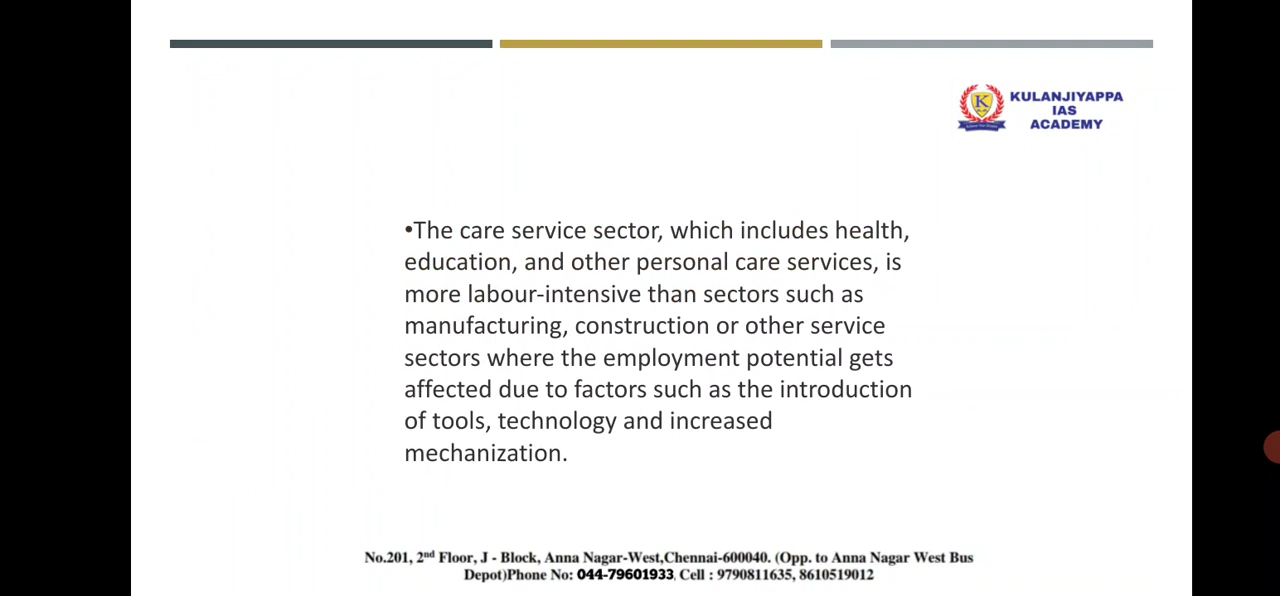 KULANJIYAPPA
IAS
ACADEMY
•The care service sector, which includes health,
education, and other personal care services, is
more labour-intensive than sectors such as
manufacturing, construction or other service
sectors where the employment potential gets
affected due to factors such as the introduction
of tools, technology and increased
mechanization.
No.201, 2nd Floor, J - Block, Anna Nagar-West,Chennai-600040. (Opp. to Anna Nagar West Bus
Depot)Phone No: 044-79601933, Cell : 9790811635, 8610519012